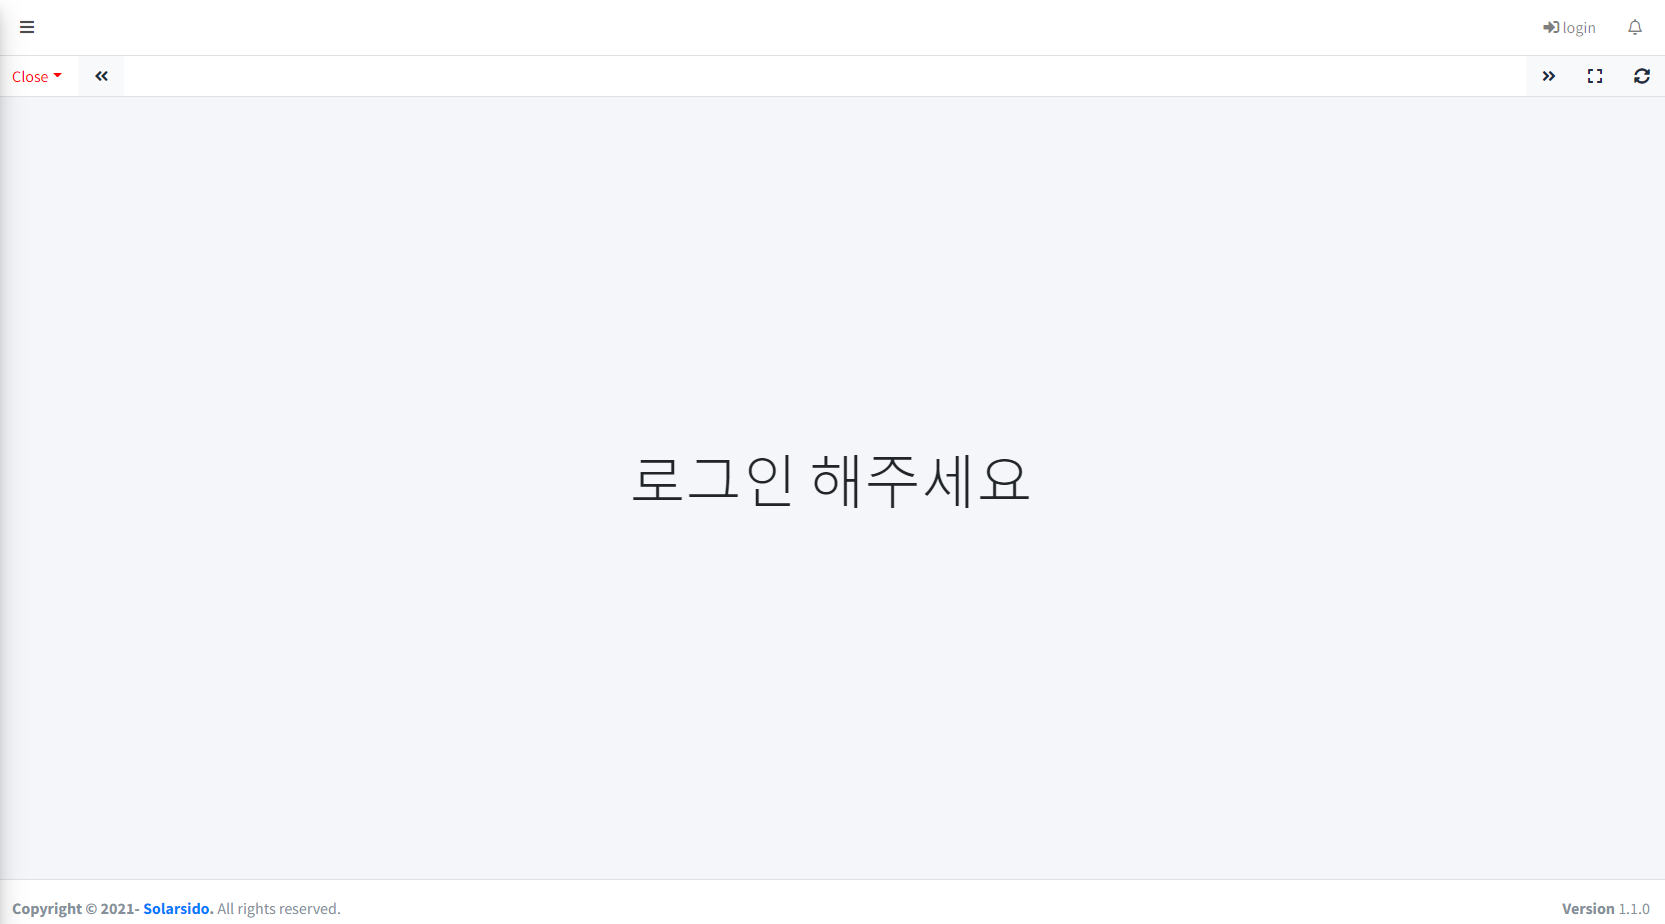 login
Close
로그인 해주세요
Copyright © 2021- Solarsido. All rights reserved.
Version 1.1.0